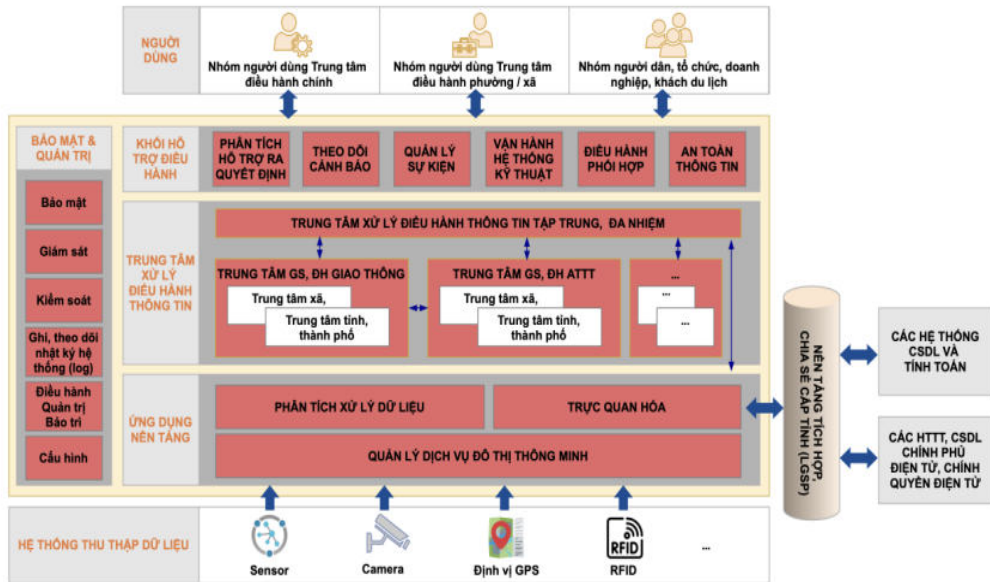 NGƯỜI
DÙNG
Nhóm người dùng Trung tâm
điều hành chính
Nhóm người dùng Trung tâm
điều hành phường / xã
Nhóm người dân, tổ chức, doanh
nghiệp, khách du lịch
BẢO MẬT &
QUẢN TRỊ
Bảo mật
Giám sát
Kiểm soát
Ghi, theo dõi
nhật ký hệ
thống (log)
Điều hành
Quản trị
Bảo trì
Cấu hình
KHỐI HỖ
TRỢ ĐIỀU
HÀNH
PHÂN TÍCH
HỖ TRỢ RA
QUYẾT ĐỊNH
THEO DÕI
CẢNH BÁO
QUẢN LÝ
SỰ KIỆN
VẬN HÀNH
HỆ THỐNG
KỸ THUẬT
ĐIỀU HÀNH
PHỐI HỢP
AN TOÀN
THÔNG TIN
TRUNG TÂM
XỬ LÝ
ĐIỀU HÀNH
THÔNG TIN
TRUNG TÂM XỬ LÝ ĐIỀU HÀNH THÔNG TIN TẬP TRUNG, ĐA NHIỆM
TRUNG TÂM GS, ĐH GIAO THÔNG
Trung tâm xã,
Trung tâm tỉnh,
thành phố
TRUNG TÂM GS, ĐH ATTT
Trung tâm xã,
Trung tâm tỉnh,
thành phố
...
...
...
ỨNG DỤNG
NỀN TẢNG
PHÂN TÍCH XỬ LÝ DỮ LIỆU
TRỰC QUAN HÓA
QUẢN LÝ DỊCH VỤ ĐÔ THỊ THÔNG MINH
NỀN TẢNG TÍCH HỢP,
CHIA SẺ CẤP TỈNH (LGSP)
CÁC HỆ THỐNG
CSDL VÀ
TÍNH TOÁN
CÁC HTTT, CSDL
CHÍNH PHỦ
ĐIỆN TỬ, CHÍNH
QUYỀN ĐIỆN TỬ
HỆ THỐNG THU THẬP DỮ LIỆU
Sensor
Camera
Định vị GPS
RFID
RFID
...